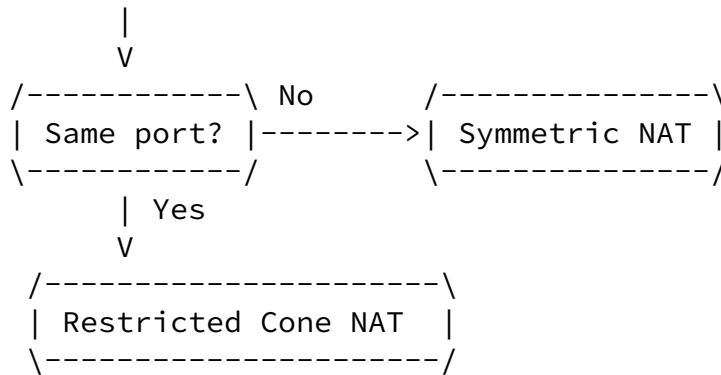 |
V
/------------\ No /---------------\
| Same port? |-------->| Symmetric NAT |
\------------/ \---------------/
| Yes
V
/----------------------\
| Restricted Cone NAT |
\----------------------/